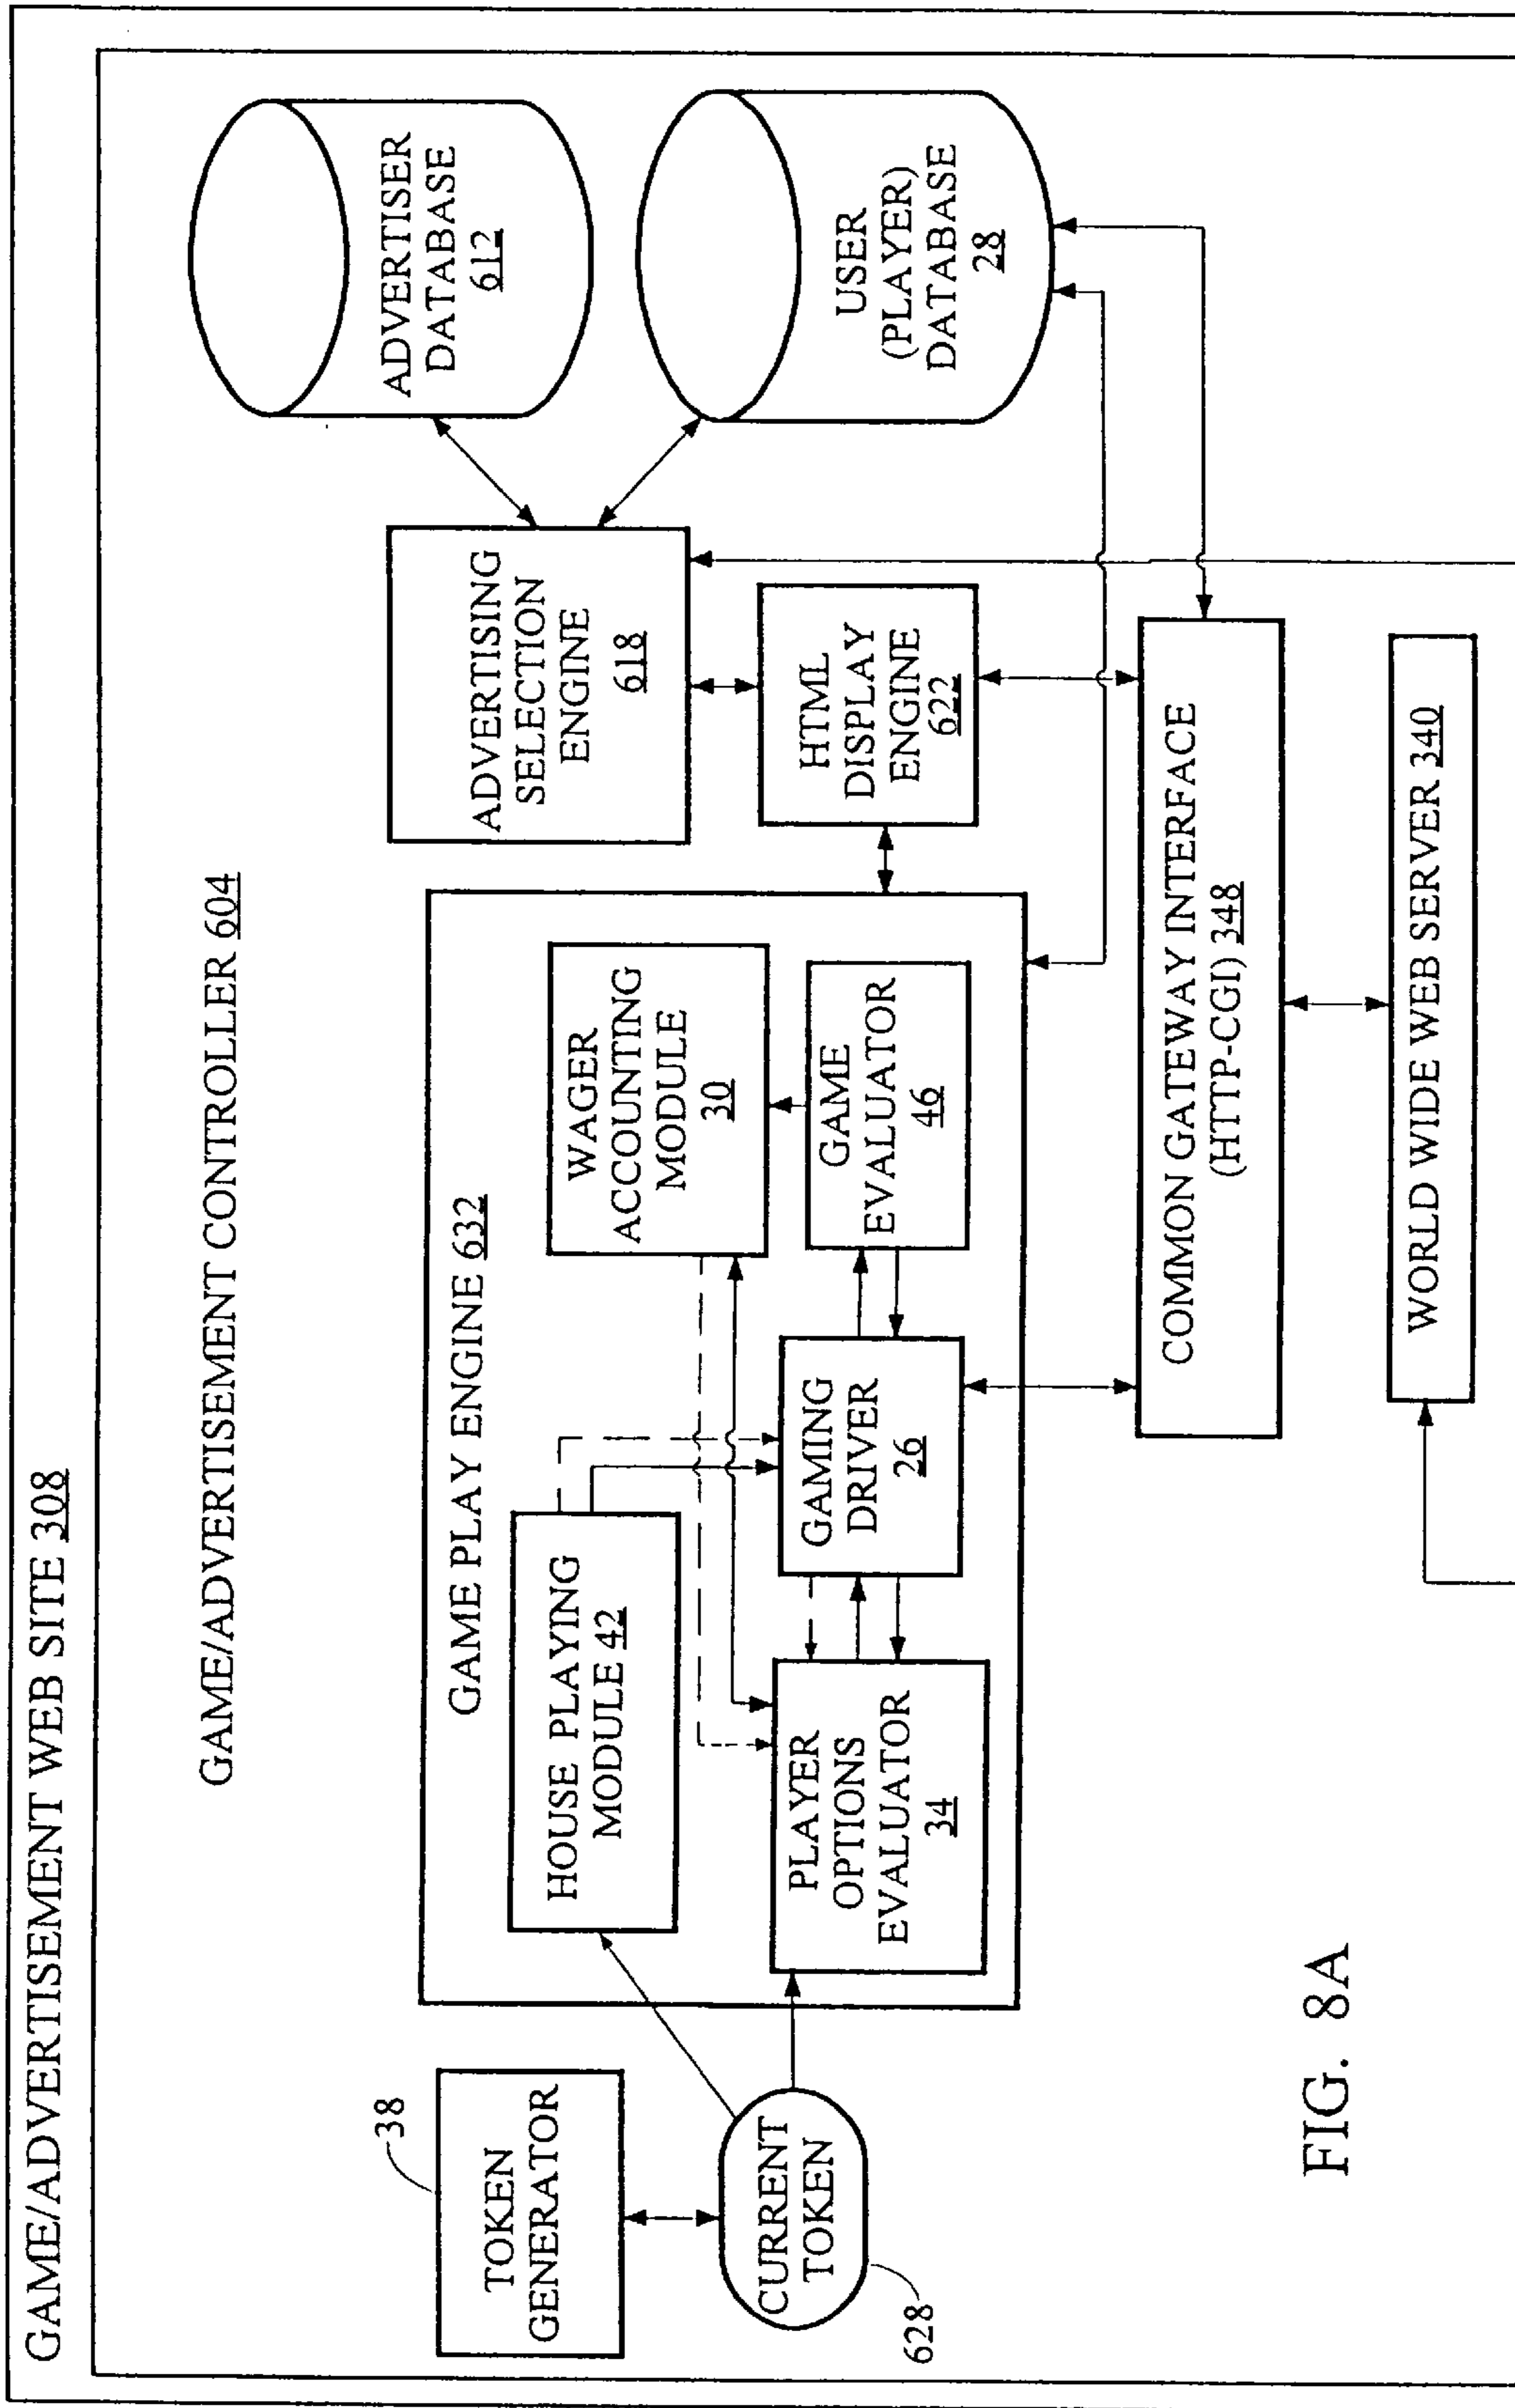 GAME/ADVERTISEMENT WEB SITE 308
GAME/ADVERTISEMENT CONTROLLER 604
38
TOKEN
GENERATOR
CURRENT
TOKEN
628
GAME PLAY ENGINE 632
HOUSE PLAYING
MODULE 42
PLAYER
OPTIONS
EVALUATOR
34
GAMING
DRIVER
26
WAGER
ACCOUNTING
MODULE
30
GAME
EVALUATOR
46
ADVERTISING
SELECTION
ENGINE
618
HTML
DISPLAY
ENGINE
622
ADVERTISER
DATABASE
612
USER
(PLAYER)
DATABASE
28
COMMON GATEWAY INTERFACE
(HTTP-CGI) 348
WORLD WIDE WEB SERVER 340
FIG. 8A